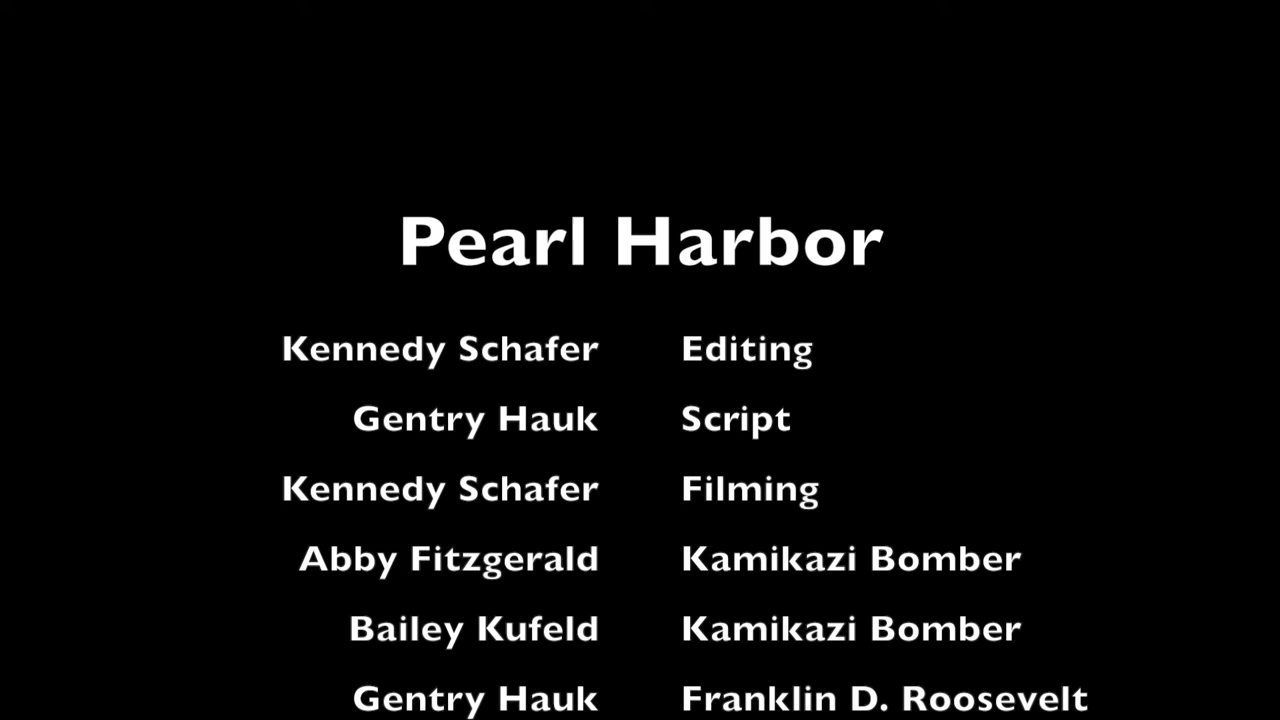 Pearl Harbor
Kennedy Schafer Editing
Gentry Hauk Script
Kennedy Schafer Filming
Abby Fitzgerald Kamikazi Bomber
Bailey Kufeld Kamikazi Bomber
Gentry Hauk Franklin D. Roosevelt